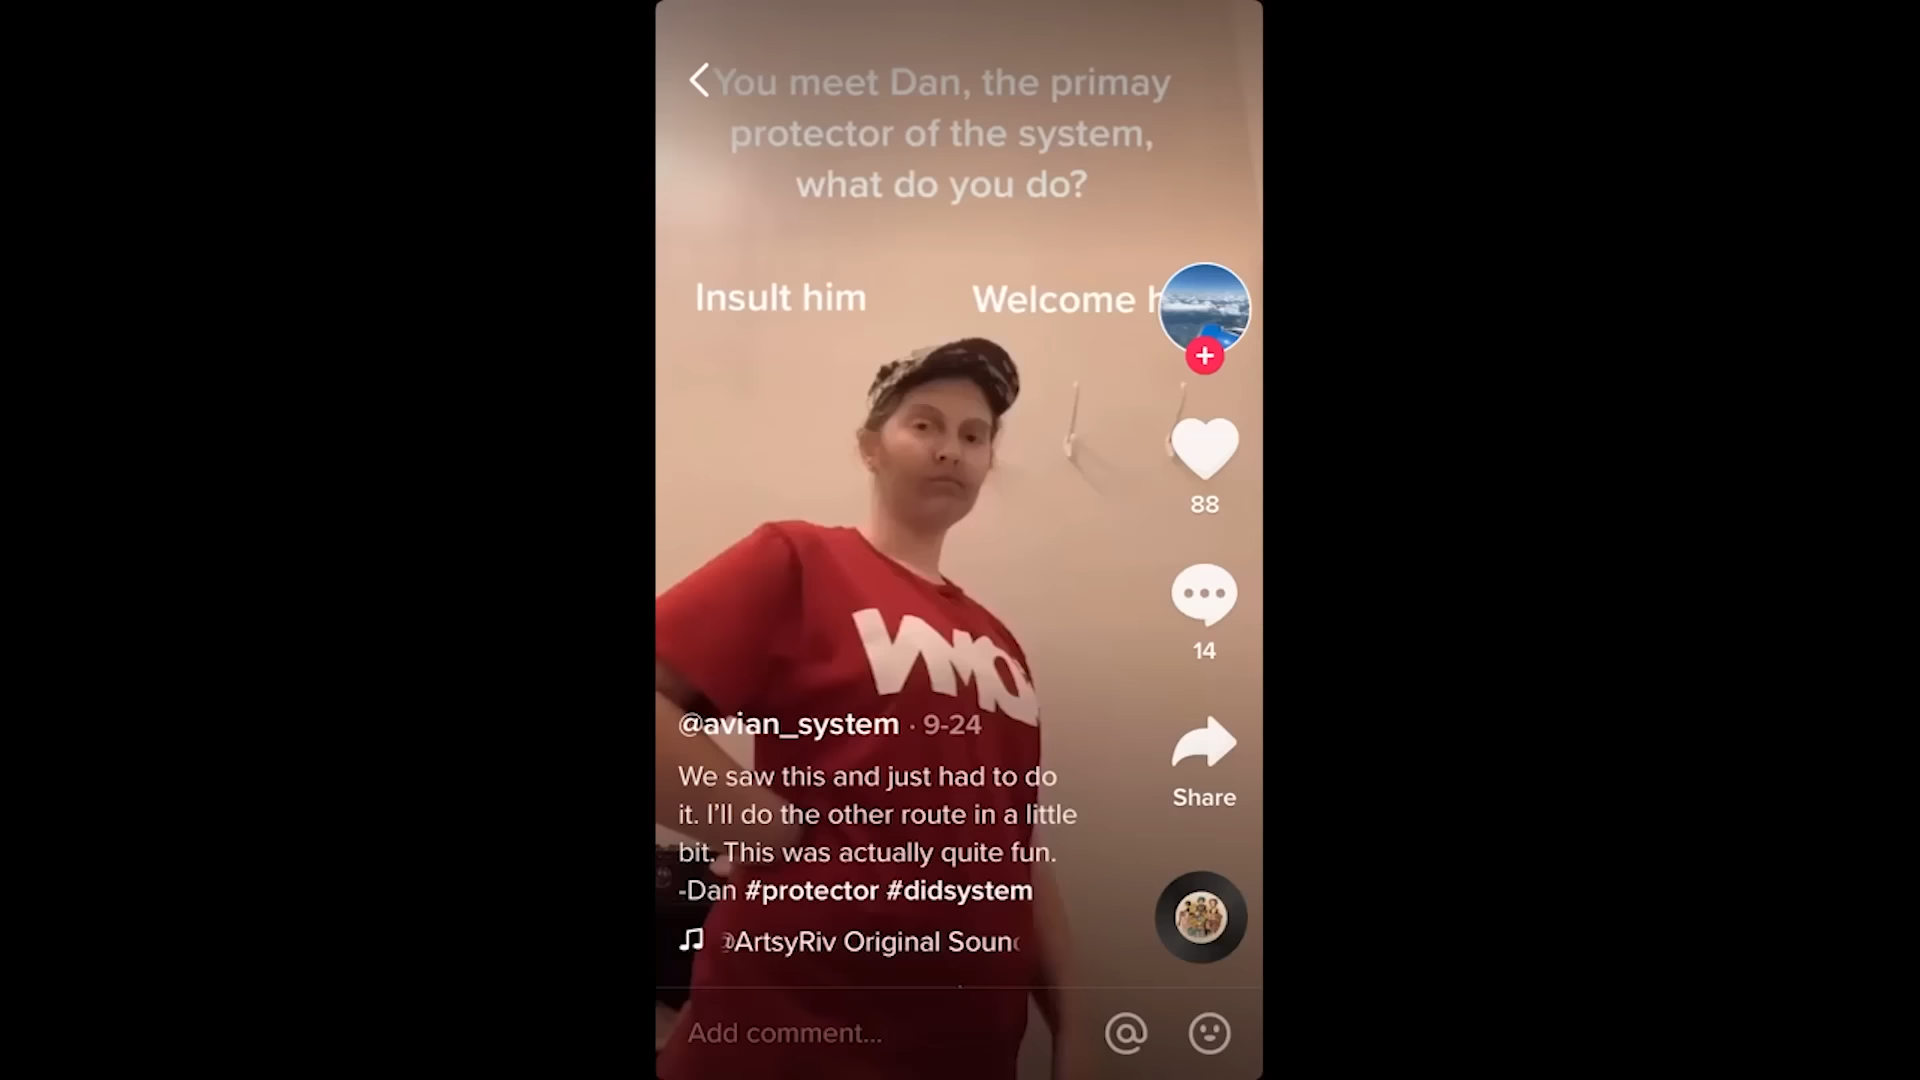 You meet Dan, the primay
protector of the system,
what do you do?
Insult him
Welcome h
88
14
@avian_system · 9-24
We saw this and just had to do
it. I'll do the other route in a little
bit. This was actually quite fun.
-Dan #protector #didsystem
@ArtsyRiv Original Soun
Share
Add comment...